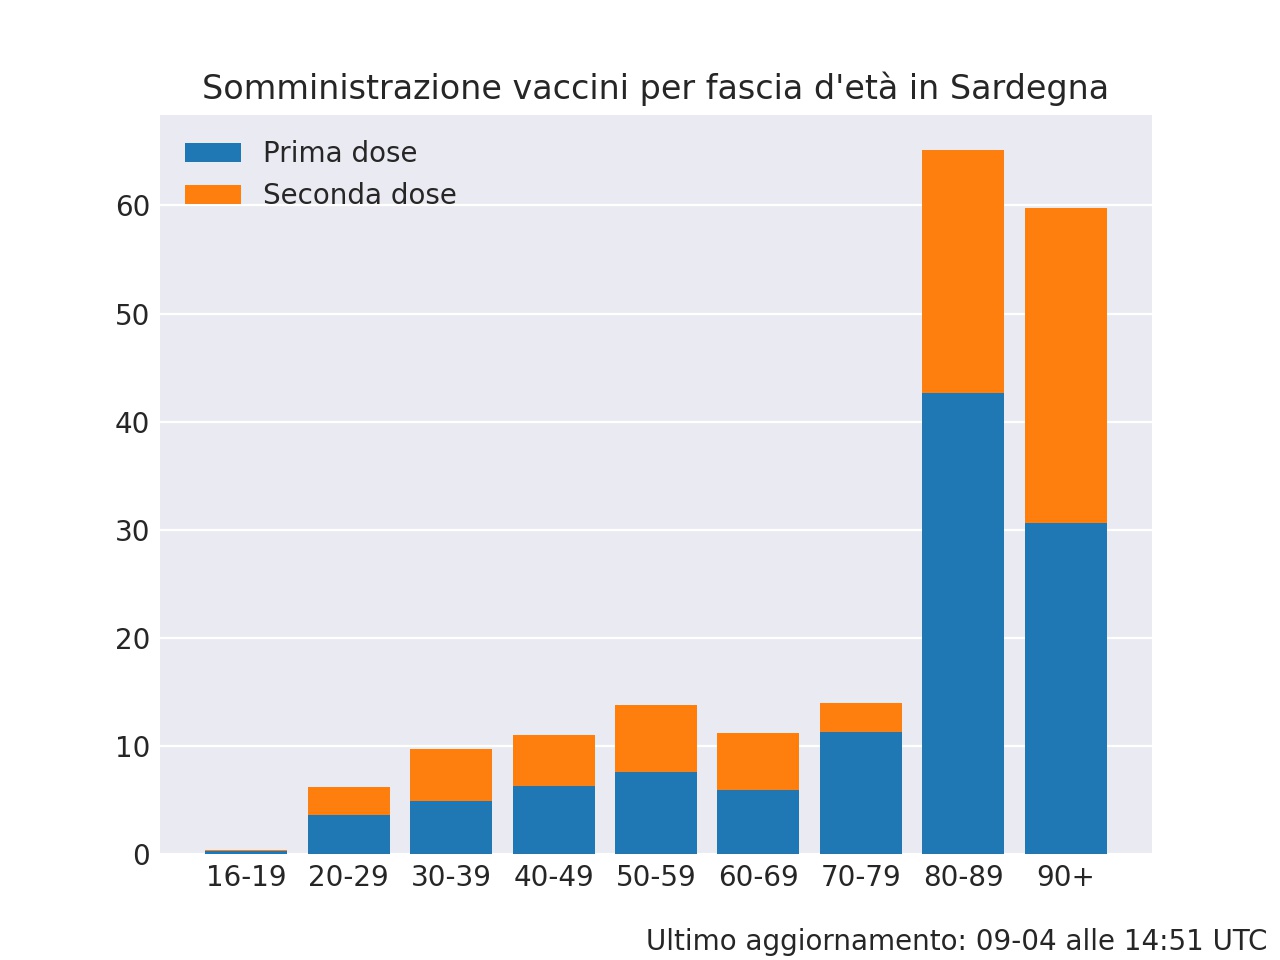 Somministrazione vaccini per fascia d'età in Sardegna
Prima dose
Seconda dose
60
50
40
30
20
10
0
16-19 20-29 30-39 40-49 50-59 60-69 70-79 80-89 90+
Ultimo aggiornamento: 09-04 alle 14:51 UTC